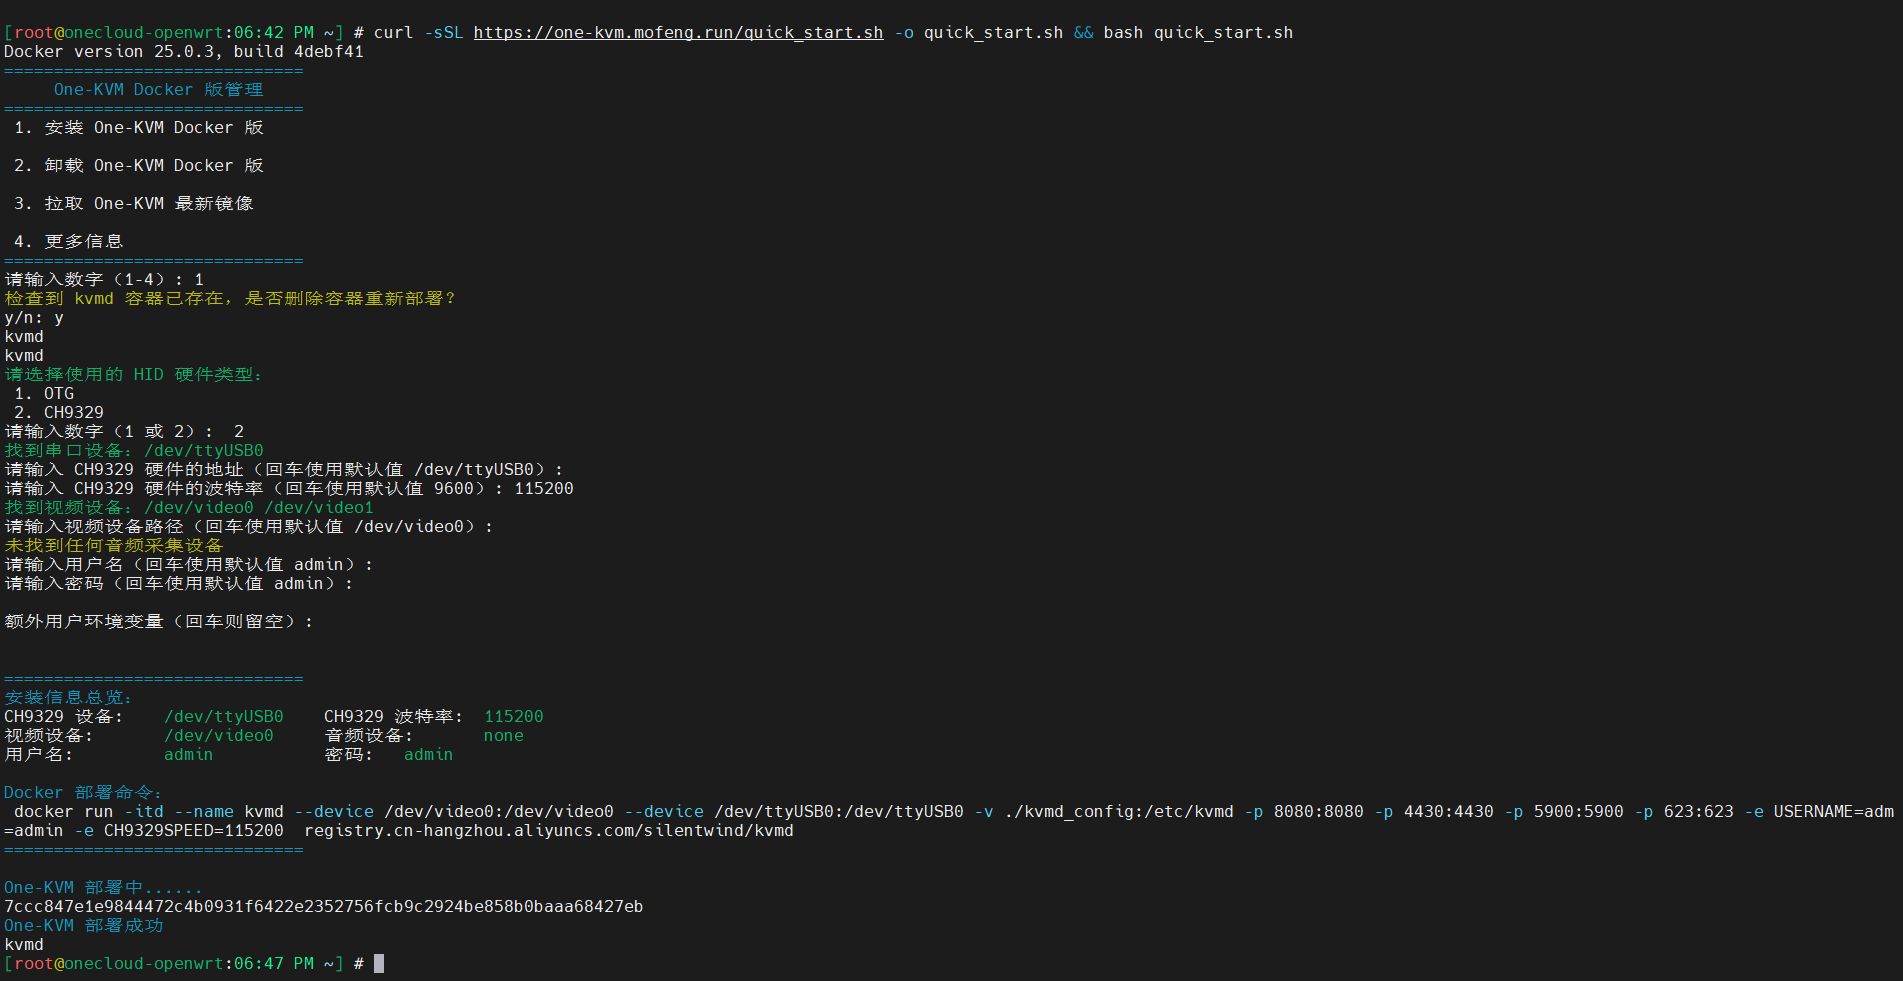 [root@onecloud-openwrt:06:42 PM ~] # curl -sSL https://one-kvm.mofeng.run/quick_start.sh -o quick_start.sh && bash quick_start.sh
Docker version 25.0.3, build 4debf41
==============================
     One-KVM Docker 版管理
==============================
 1. 安装 One-KVM Docker 版
 2. 卸载 One-KVM Docker 版
 3. 拉取 One-KVM 最新镜像
 4. 更多信息
==============================
请输入数字（1-4）: 1
检查到 kvmd 容器已存在，是否删除容器重新部署？
y/n: y
kvmd
kvmd
请选择使用的 HID 硬件类型：
 1. OTG
 2. CH9329
请输入数字（1 或 2）:  2
找到串口设备：/dev/ttyUSB0
请输入 CH9329 硬件的地址（回车使用默认值 /dev/ttyUSB0）:
请输入 CH9329 硬件的波特率（回车使用默认值 9600）: 115200
找到视频设备：/dev/video0 /dev/video1
请输入视频设备路径（回车使用默认值 /dev/video0）:
未找到任何音频采集设备
请输入用户名（回车使用默认值 admin）:
请输入密码（回车使用默认值 admin）:
额外用户环境变量（回车则留空）:
==============================
安装信息总览：
CH9329 设备:    /dev/ttyUSB0    CH9329 波特率:  115200
视频设备:       /dev/video0     音频设备:       none
用户名:         admin           密码:   admin
Docker 部署命令：
 docker run -itd --name kvmd --device /dev/video0:/dev/video0 --device /dev/ttyUSB0:/dev/ttyUSB0 -v ./kvmd_config:/etc/kvmd -p 8080:8080 -p 4430:4430 -p 5900:5900 -p 623:623 -e USERNAME=adm
=admin -e CH9329SPEED=115200  registry.cn-hangzhou.aliyuncs.com/silentwind/kvmd
==============================
One-KVM 部署中......
7ccc847e1e9844472c4b0931f6422e2352756fcb9c2924be858b0baaa68427eb
One-KVM 部署成功
kvmd
[root@onecloud-openwrt:06:47 PM ~] #